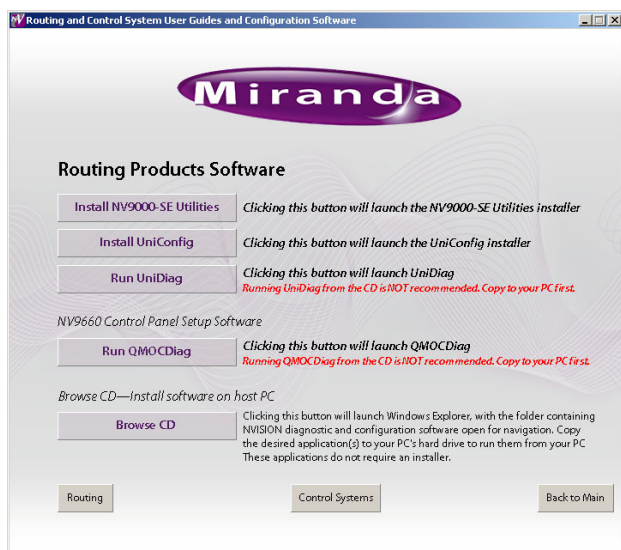 Routing and Control System User Guides and Configuration Software
Miranda
Routing Products Software
Install NV9000-SE Utilities
Clicking this button will launch the NV9000-SE Utilities installer
Install UniConfig
Clicking this button will launch the UniConfig installer
Run UniDiag
Clicking this button will launch UniDiag
Running UniDiag from the CD is NOT recommended. Copy to your PC first.
NV9660 Control Panel Setup Software
Run QMOCDiag
Clicking this button will launch QMOCDiag
Running QMOCDiag from the CD is NOT recommended. Copy to your PC first.
Browse CD—Install software on host PC
Browse CD
Clicking this button will launch Windows Explorer, with the folder containing
NVISION diagnostic and configuration software open for navigation. Copy
the desired application(s) to your PC's hard drive to run them from your PC
These applications do not require an installer.
Routing
Control Systems
Back to Main